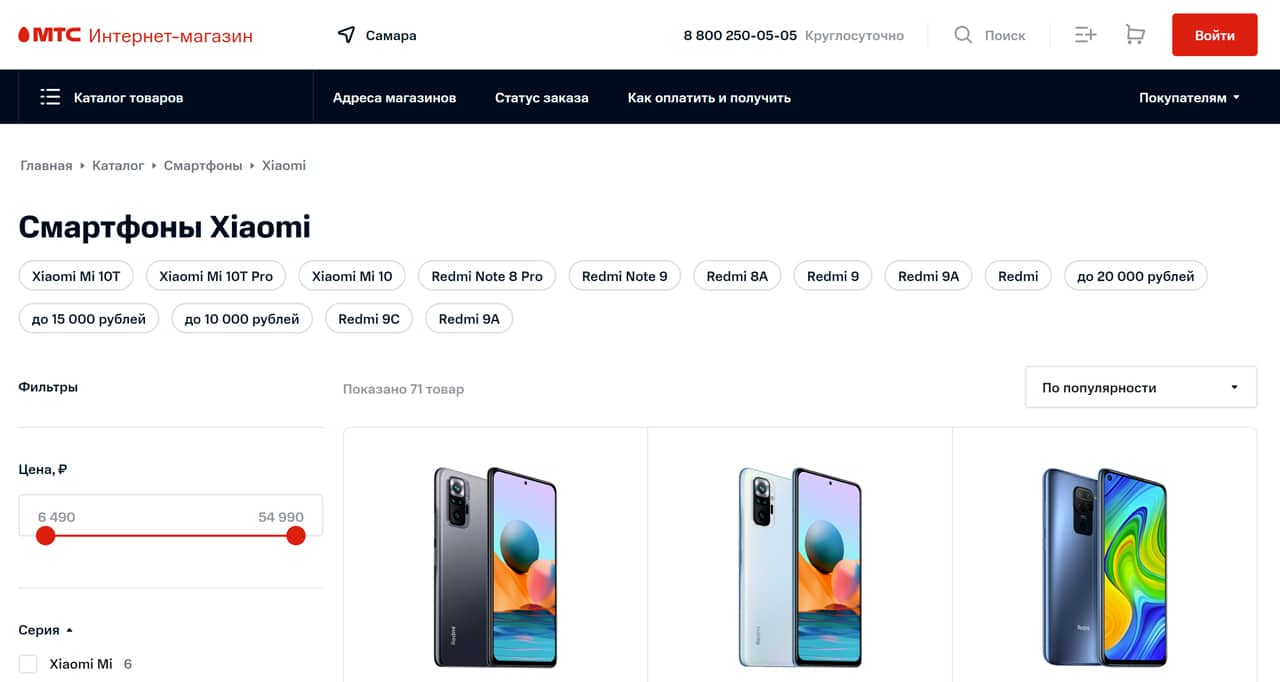 МТС Интернет-магазин Самара 8 800 250-05-05 Круглосуточно Поиск Войти
Каталог товаров Адреса магазинов Статус заказа Как оплатить и получить Покупателям
Главная Каталог Смартфоны Xiaomi
Смартфоны Xiaomi
Xiaomi Mi 10T Xiaomi Mi 10T Pro Xiaomi Mi 10 Redmi Note 8 Pro Redmi Note 9 Redmi 8A Redmi 9 Redmi 9A Redmi до 20 000 рублей
до 15 000 рублей до 10 000 рублей Redmi 9C Redmi 9A
Фильтры Показано 71 товар По популярности
Цена, ₽
6 490 54 990
Серия
Xiaomi Mi 6
Redmi Redmi Redmi